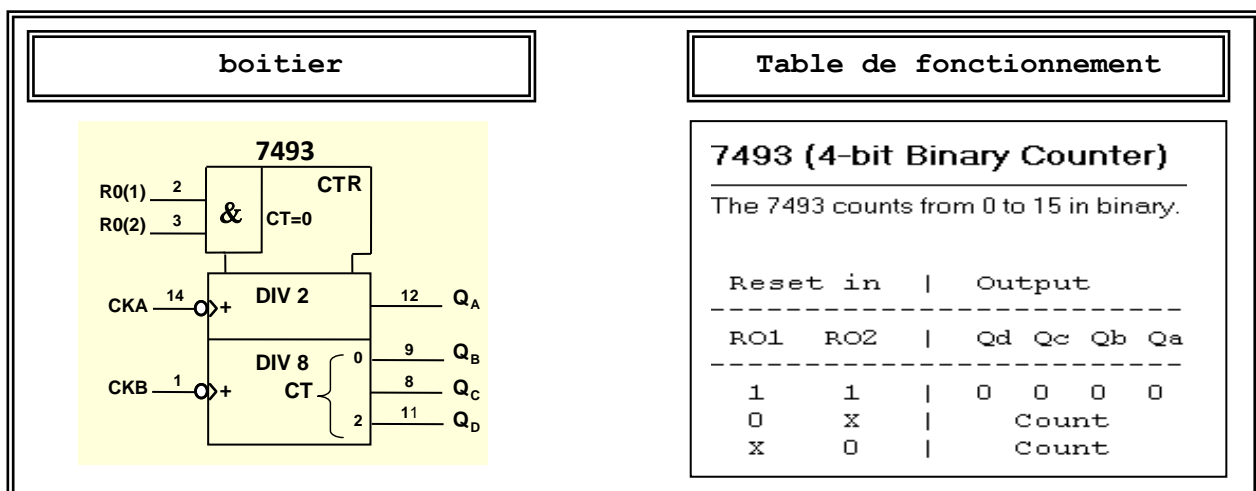 boitier
7493
CTR
R0(1) 2
R0(2) 3
&
CT=0
CKA 14 + DIV 2 12 QA
CKB 1 + DIV 8 CT 0 2
9 QB
8 QC
11 QD
Table de fonctionnement
7493 (4-bit Binary Counter)
The 7493 counts from 0 to 15 in binary.
Reset in | Output
RO1 RO2 | Qd Qc Qb Qa
1 1 | 0 0 0 0
0 X | Count
X 0 | Count